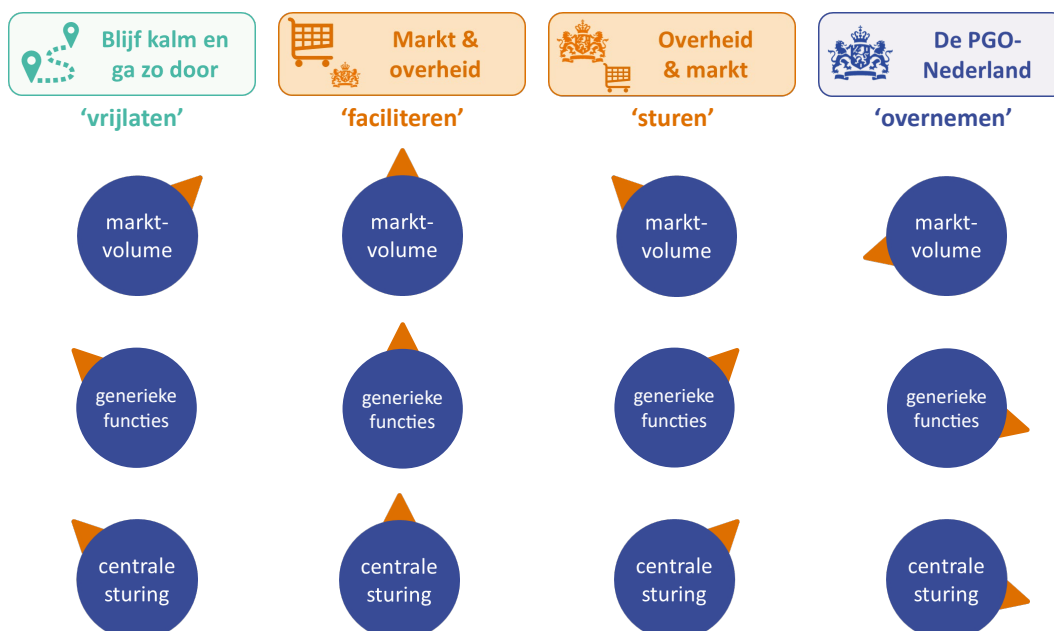 Blijf kalm en
ga zo door
Markt &
overheid
Overheid
& markt
De PGO-
Nederland
‘vrijlaten’
‘faciliteren’
‘sturen’
‘overnemen’
markt-
volume
markt-
volume
markt-
volume
markt-
volume
generieke
functies
generieke
functies
generieke
functies
generieke
functies
centrale
sturing
centrale
sturing
centrale
sturing
centrale
sturing